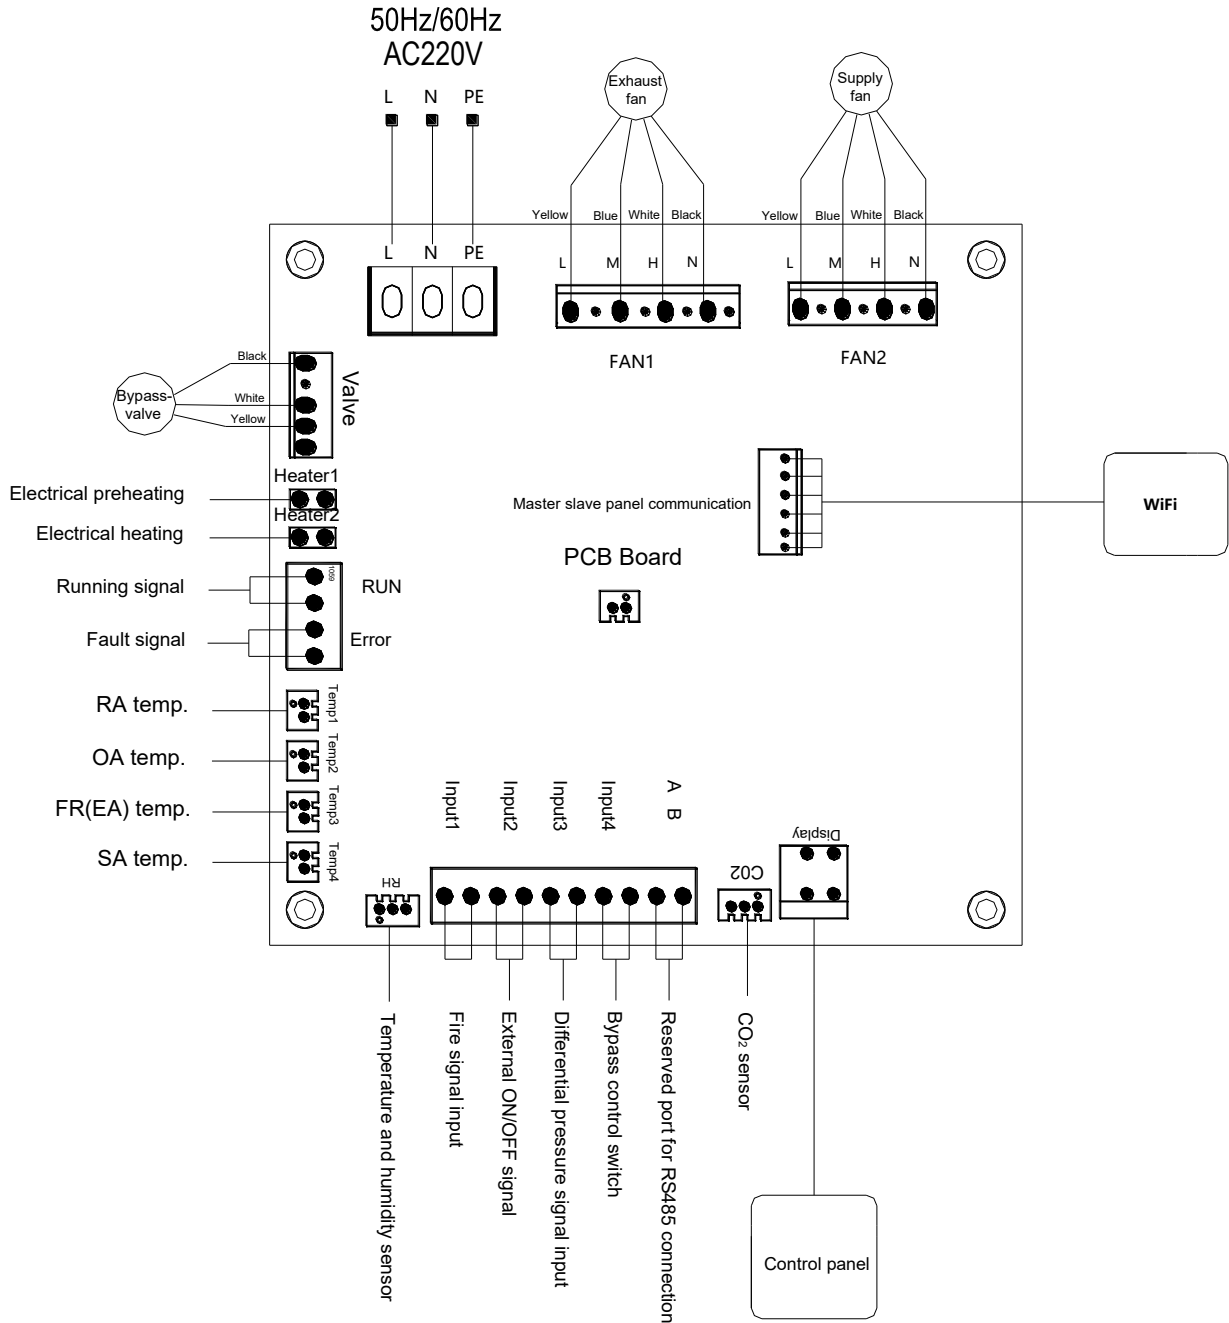 50Hz/60Hz
AC220V
L N PE
Exhaust
fan
Supply
fan
Yellow Blue White Black
Yellow Blue White Black
L N PE
L M H N
L M H N
FAN1
FAN2
Black
White
Yellow
Bypass-
valve
Valve
Heater1
Electrical preheating
Heater2
Electrical heating
Master slave panel communication
WiFi
PCB Board
1059
Running signal
RUN
Fault signal
Error
RA temp.
Temp1
OA temp.
Temp2
FR(EA) temp.
Temp3
SA temp.
Temp4
Input1
Input2
Input3
Input4
A B
RH
C02
Display
Temperature and humidity sensor
Fire signal input
External ON/OFF signal
Differential pressure signal input
Bypass control switch
Reserved port for RS485 connection
CO₂ sensor
Control panel